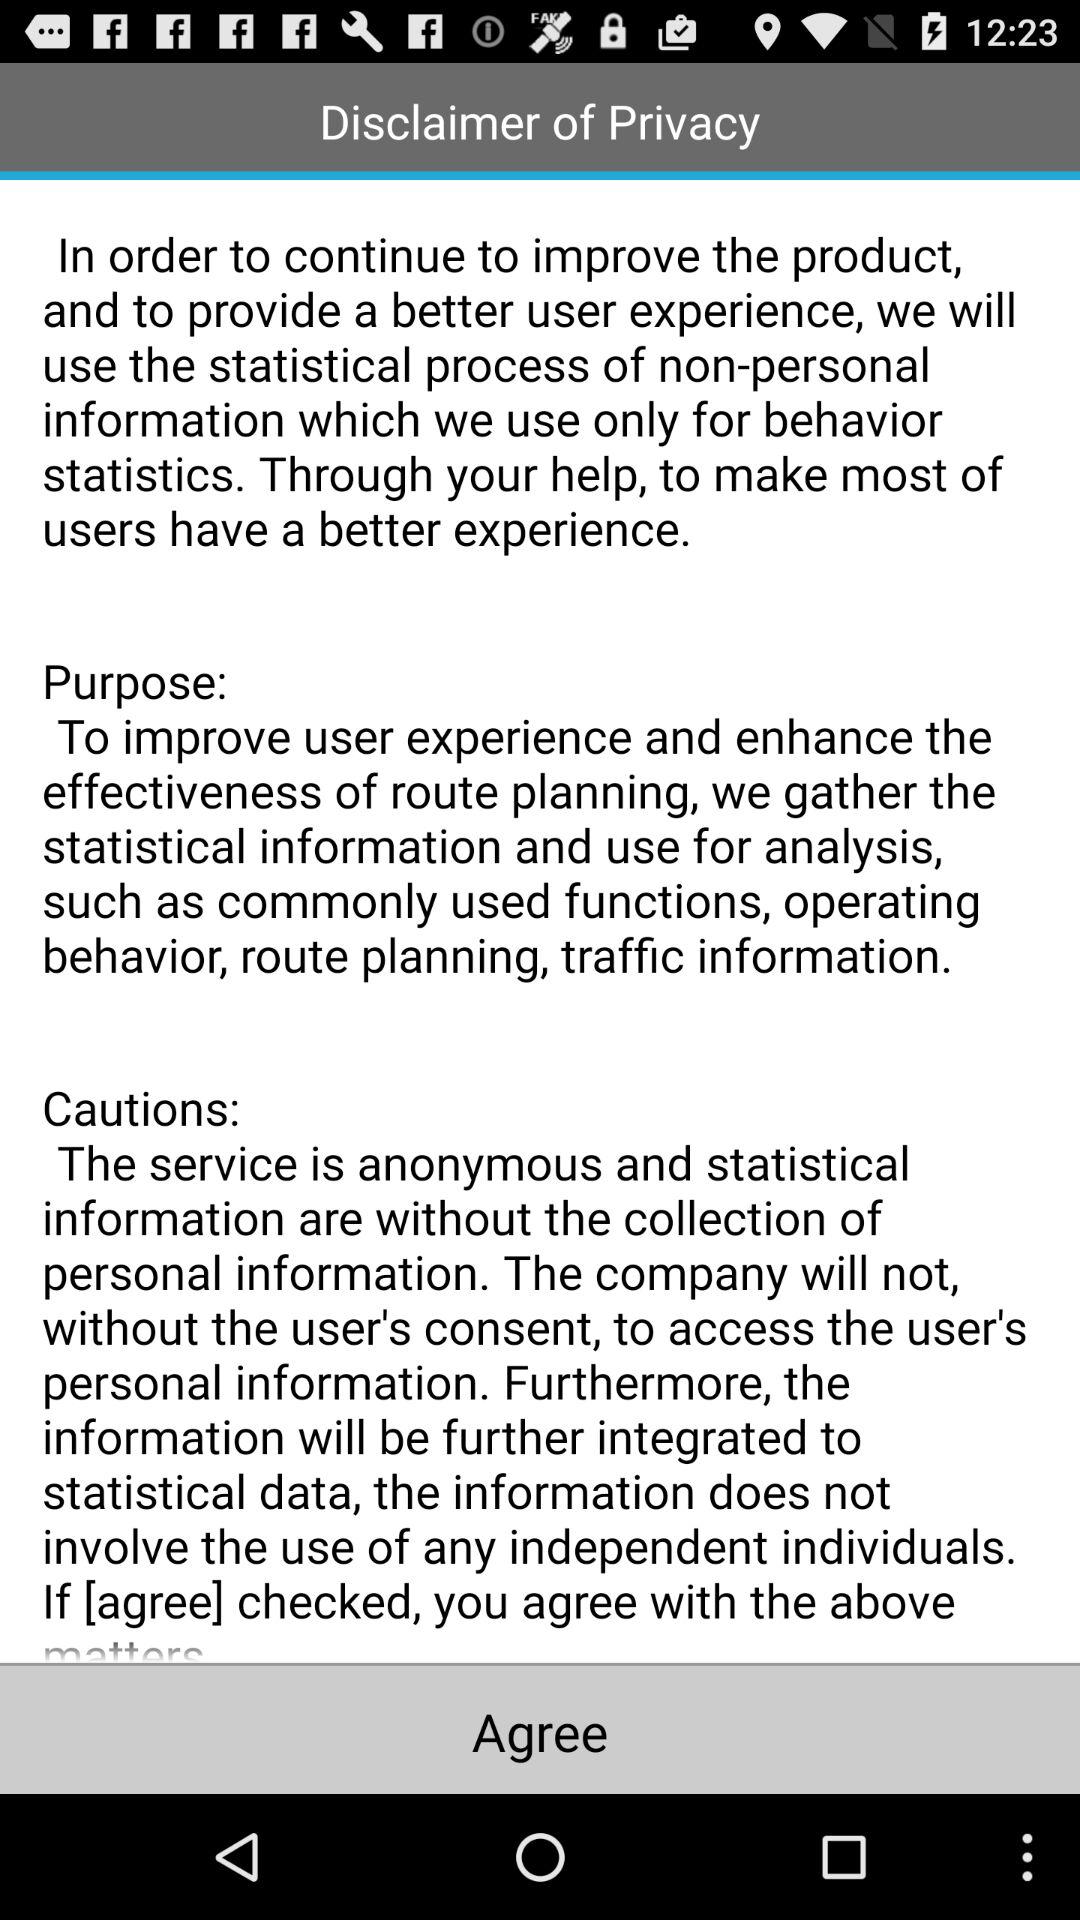 FAKE
12:23
Disclaimer of Privacy
In order to continue to improve the product,
and to provide a better user experience, we will
use the statistical process of non-personal
information which we use only for behavior
statistics. Through your help, to make most of
users have a better experience.
Purpose:
To improve user experience and enhance the
effectiveness of route planning, we gather the
statistical information and use for analysis,
such as commonly used functions, operating
behavior, route planning, traffic information.
Cautions:
The service is anonymous and statistical
information are without the collection of
personal information. The company will not,
without the user's consent, to access the user's
personal information. Furthermore, the
information will be further integrated to
statistical data, the information does not
involve the use of any independent individuals.
If [agree] checked, you agree with the above
matters.
Agree